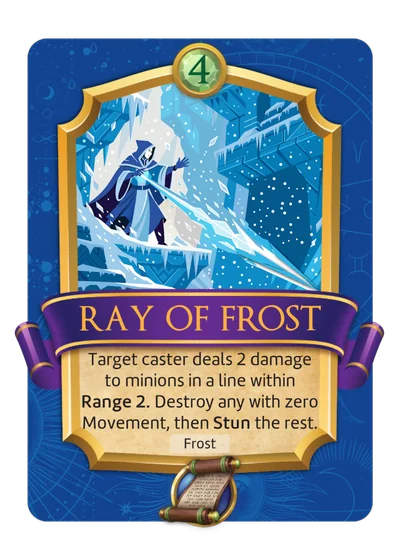 4
RAY OF FROST
Target caster deals 2 damage
to minions in a line within
Range 2. Destroy any with zero
Movement, then Stun the rest.
Frost